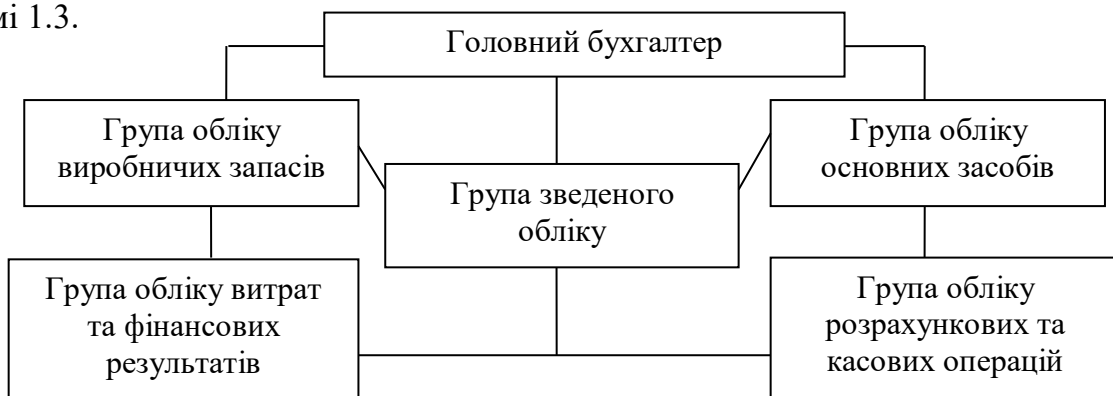 мі 1.3.
Головний бухгалтер
Група обліку
виробничих запасів
Група обліку
основних засобів
Група зведеного
обліку
Група обліку витрат
та фінансових
результатів
Група обліку
розрахункових та
касових операцій